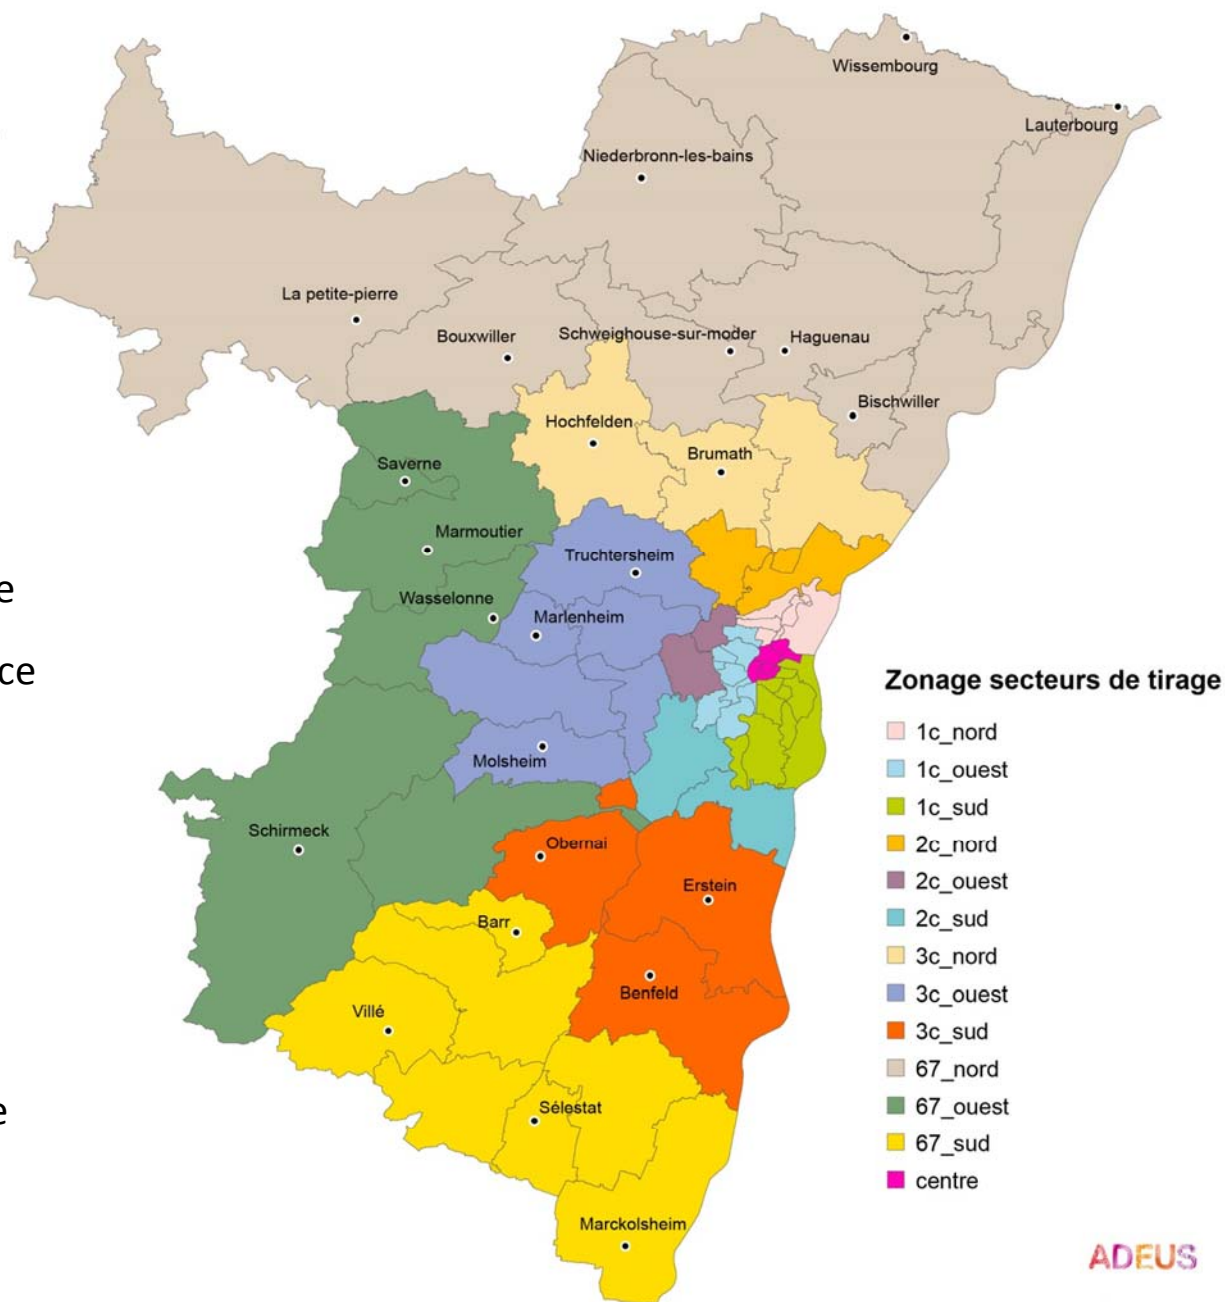 Wissembourg
Lauterbourg
Niederbronn-les-bains
La petite-pierre
Bouxwiller
Schweighouse-sur-moder
Haguenau
Bischwiller
Hochfelden
Brumath
Saverne
Marmoutier
Truchtersheim
e
Wasselonne
Marlenheim
ce
Molsheim
Schirmeck
Obernai
Erstein
Barr
Benfeld
Villé
e
Sélestat
Marckolsheim
Zonage secteurs de tirage
1c_nord
1c_ouest
1c_sud
2c_nord
2c_ouest
2c_sud
3c_nord
3c_ouest
3c_sud
67_nord
67_ouest
67_sud
centre
ADEUS